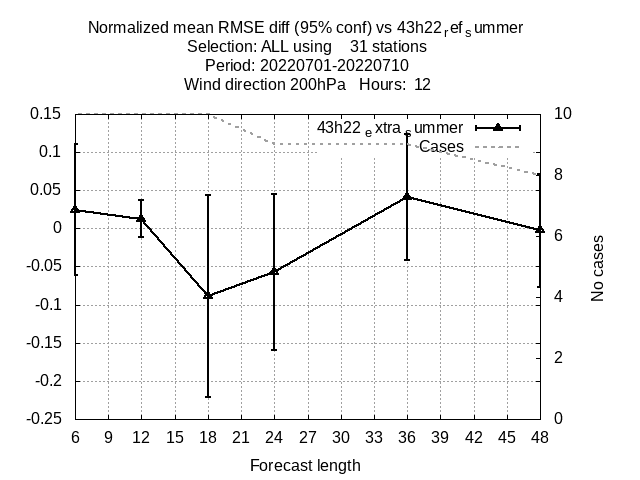 Normalized mean RMSE diff (95% conf) vs 43h22refsummer
Selection: ALL using 31 stations
Period: 20220701-20220710
Wind direction 200hPa Hours: 12
0.15
0.1
0.05
0
-0.05
-0.1
-0.15
-0.2
-0.25
43h22extrasummer
Cases
10
8
6
4
2
0
No cases
6 9 12 15 18 21 24 27 30 33 36 39 42 45 48
Forecast length